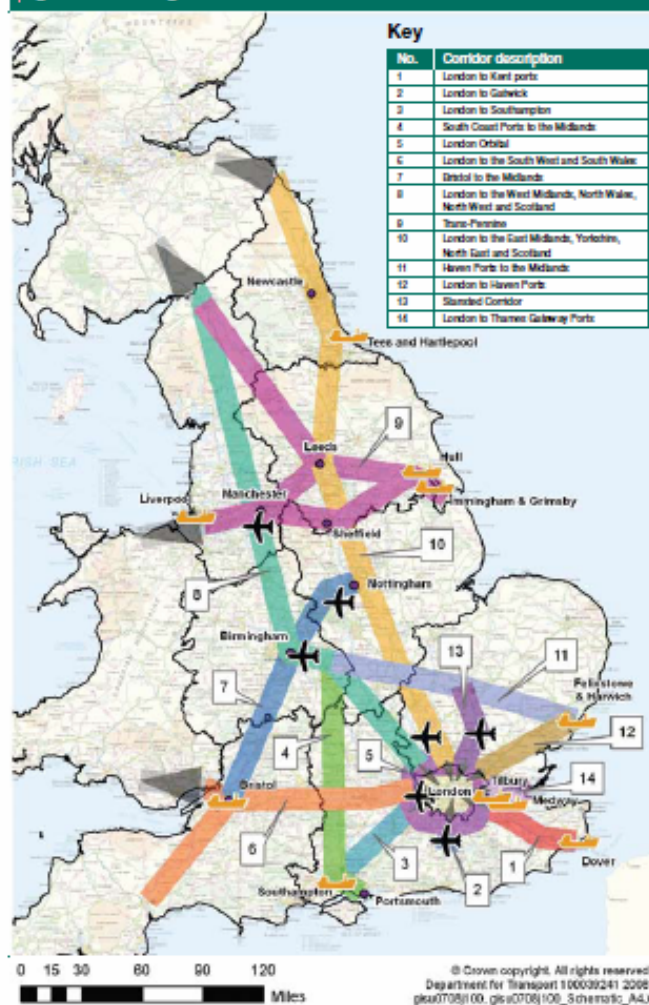 Key
No. Corridor description
1 London to Kent ports
2 London to Gatwick
3 London to Southampton
4 South Coast Ports to the Midlands
5 London Orbital
6 London to the South West and South Wales
7 Bristol to the Midlands
8 London to the West Midlands, North Wales,
North West and Scotland
9 Trans-Pennine
10 London to the East Midlands, Yorkshire,
North East and Scotland
11 Haven Ports to the Midlands
12 London to Haven Ports
13 Stansted Corridor
14 London to Thames Gateway Ports
Newcastle
Tees and Hartlepool
Leeds
9
Hull
IRISH SEA
Liverpool
Manchester
Immingham & Grimsby
Sheffield
10
8
Nottingham
Birmingham
13
11
7
Felixstowe
& Harwich
4
12
5
Bristol
Tilbury
14
London
Medway
6
3
2
1
Dover
Southampton
Portsmouth
0 15 30 60 90 120
Miles
© Crown copyright. All rights reserved
Department for Transport 100039241 2008